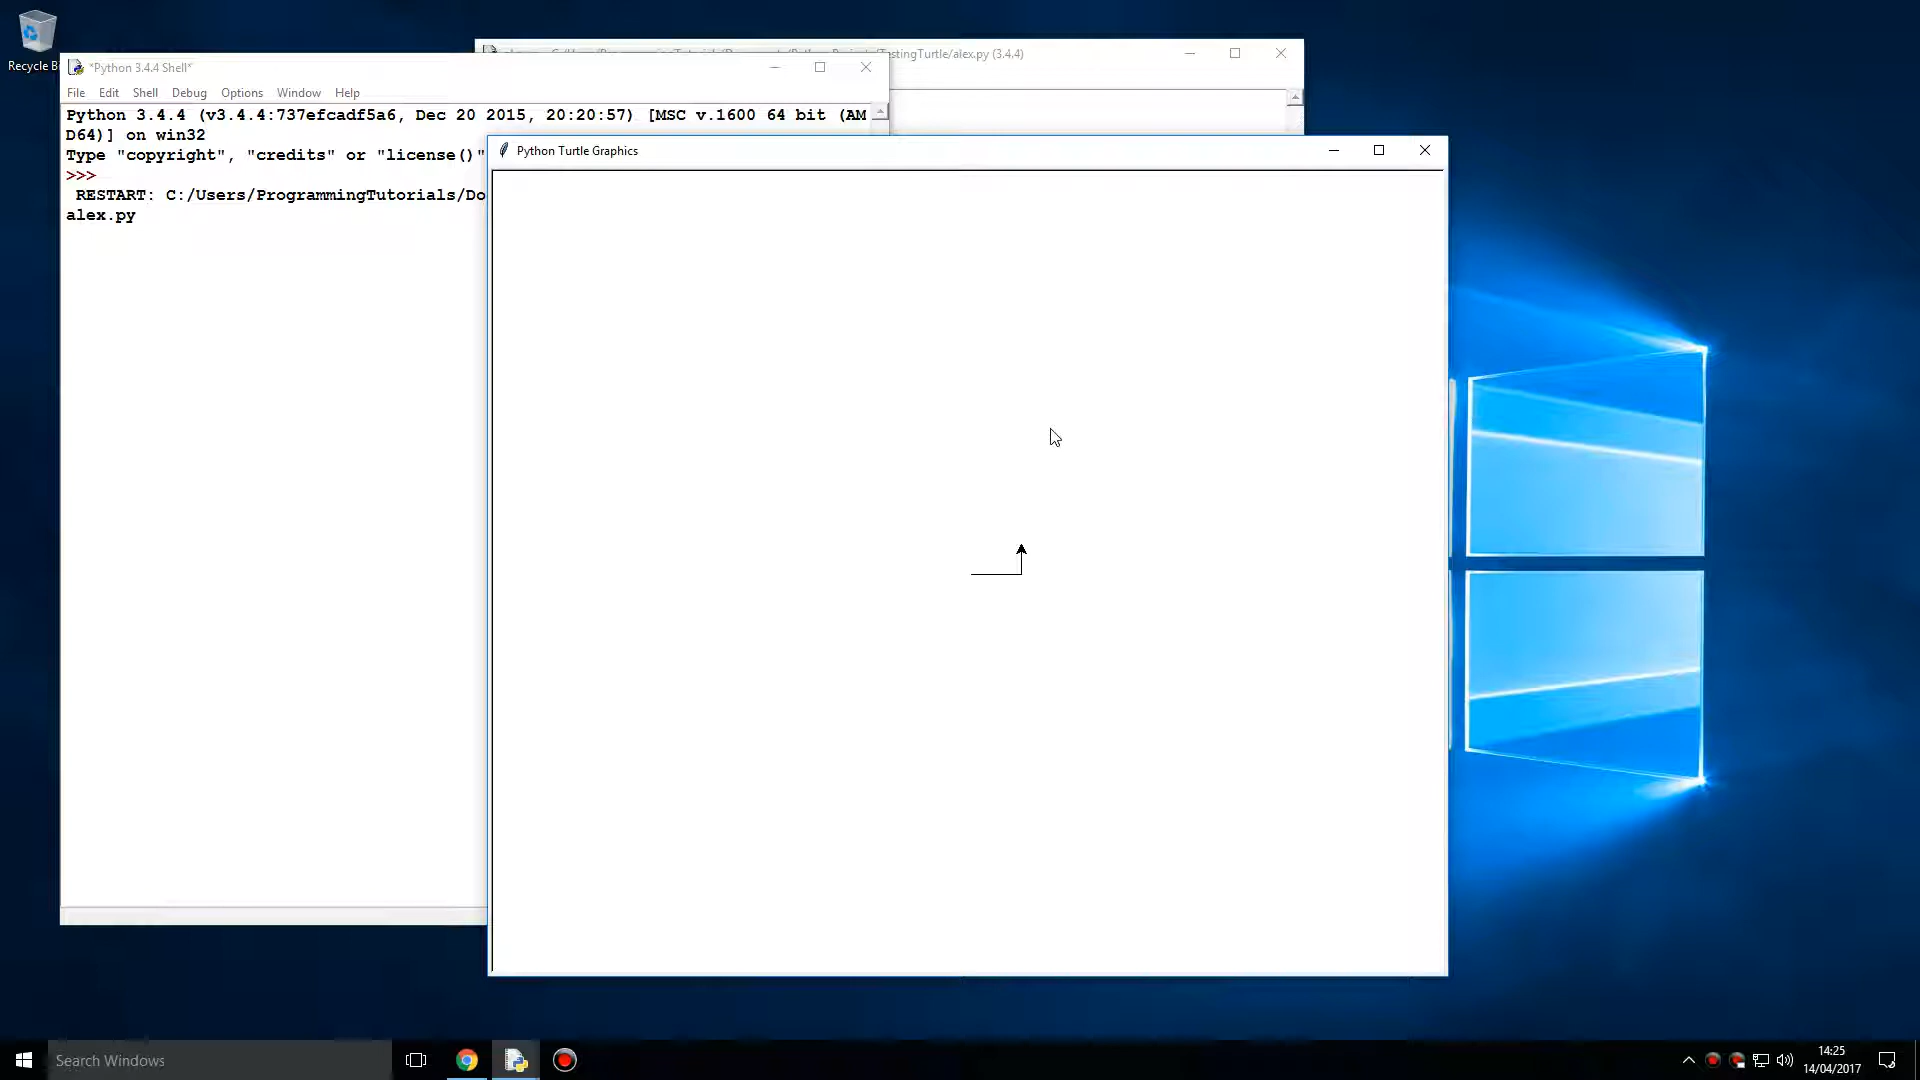 Recycle Bi
*Python 3.4.4 Shell*
File Edit Shell Debug Options Window Help
Python 3.4.4 (v3.4.4:737efcadf5a6, Dec 20 2015, 20:20:57) [MSC v.1600 64 bit (AM
D64)] on win32
Type "copyright", "credits" or "license()"
>>>
RESTART: C:/Users/ProgrammingTutorials/Do
alex.py
estingTurtle/alex.py (3.4.4)
Python Turtle Graphics
Search Windows
14:25
14/04/2017